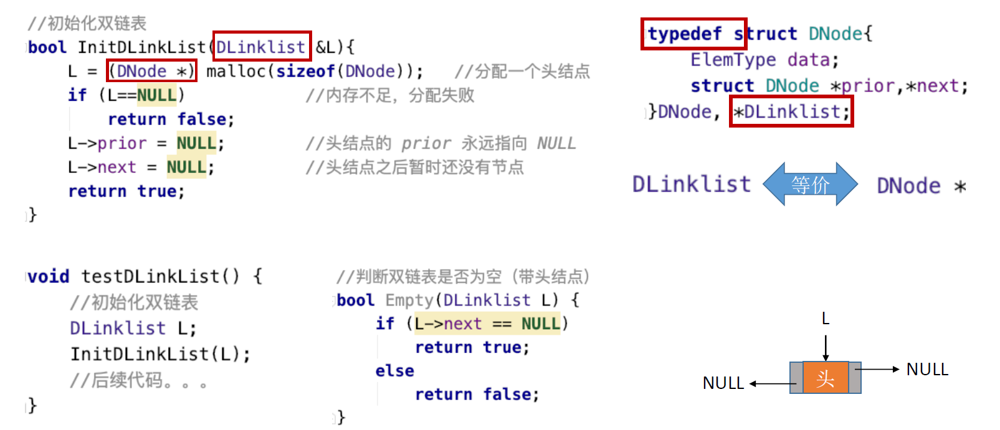 //初始化双链表
bool InitDLinkList(DLinklist &L){
L = (DNode *) malloc(sizeof(DNode)); //分配一个头结点
if (L==NULL) //内存不足，分配失败
return false;
L->prior = NULL; //头结点的 prior 永远指向 NULL
L->next = NULL; //头结点之后暂时还没有节点
return true;
}
typedef struct DNode{
ElemType data;
struct DNode *prior,*next;
}DNode, *DLinklist;
DLinklist 等价 DNode *
void testDLinkList() {
//初始化双链表
DLinklist L;
InitDLinkList(L);
//后续代码。。。
}
//判断双链表是否为空（带头结点）
bool Empty(DLinklist L) {
if (L->next == NULL)
return true;
else
return false;
}
L
NULL 头 NULL